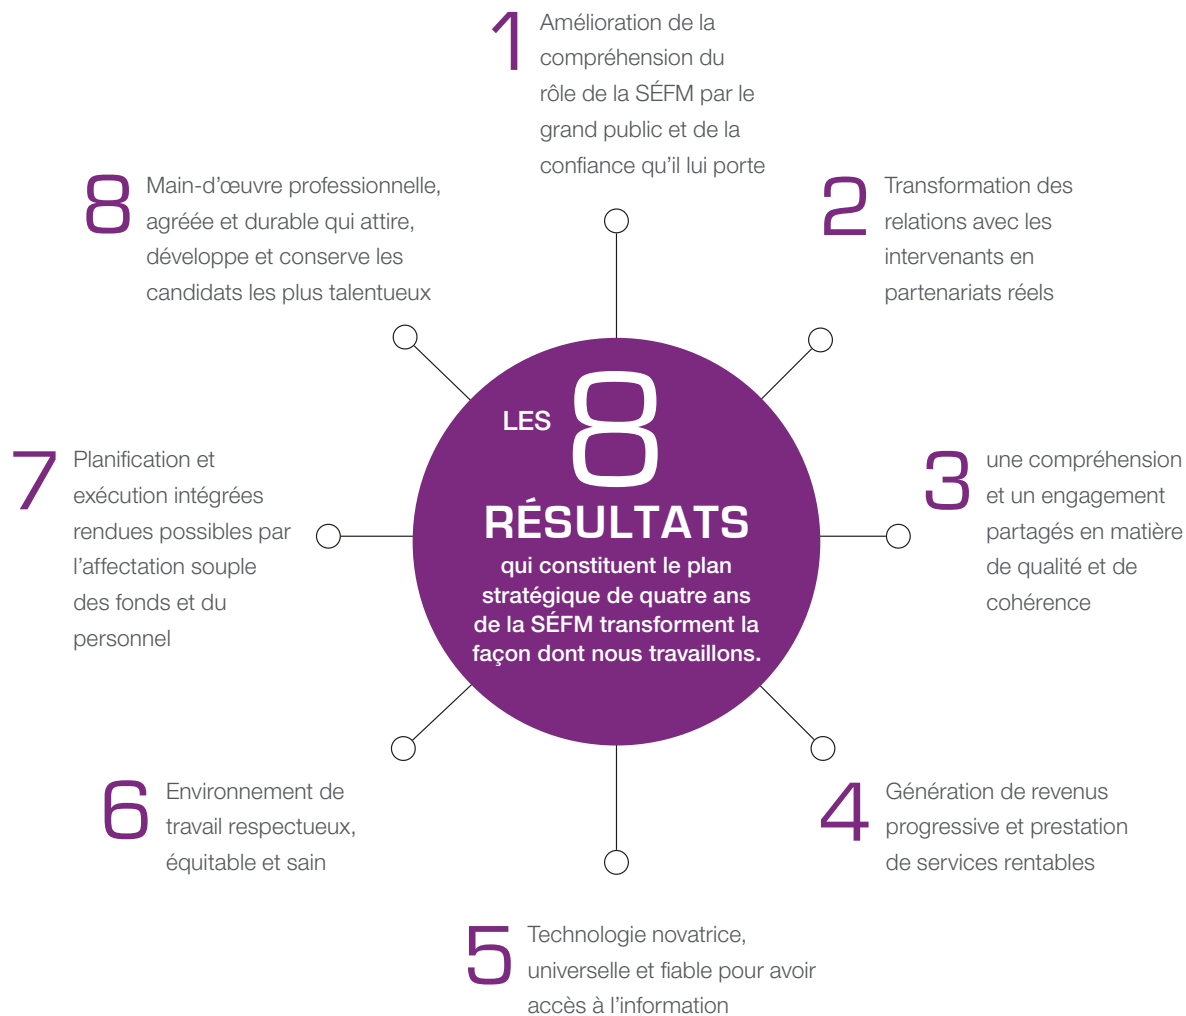 1
Amélioration de la
compréhension du
rôle de la SÉFM par le
grand public et de la
confiance qu'il lui porte
2
Transformation des
relations avec les
intervenants en
partenariats réels
3
une compréhension
et un engagement
partagés en matière
de qualité et de
cohérence
4
Génération de revenus
progressive et prestation
de services rentables
5
Technologie novatrice,
universelle et fiable pour avoir
accès à l'information
6
Environnement de
travail respectueux,
équitable et sain
7
Planification et
exécution intégrées
rendues possibles par
l'affectation souple
des fonds et du
personnel
8
Main-d'œuvre professionnelle,
agréée et durable qui attire,
développe et conserve les
candidats les plus talentueux
LES 8
RÉSULTATS
qui constituent le plan
stratégique de quatre ans
de la SÉFM transforment la
façon dont nous travaillons.